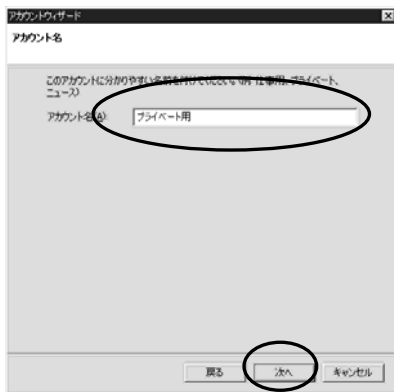 アカウントウィザード
アカウント名
このアカウントに分かりやすい名前を付けてください (例: 仕事用、プライベート、
ニュース)
アカウント名(A):
プライベート用
戻る
次へ
キャンセル